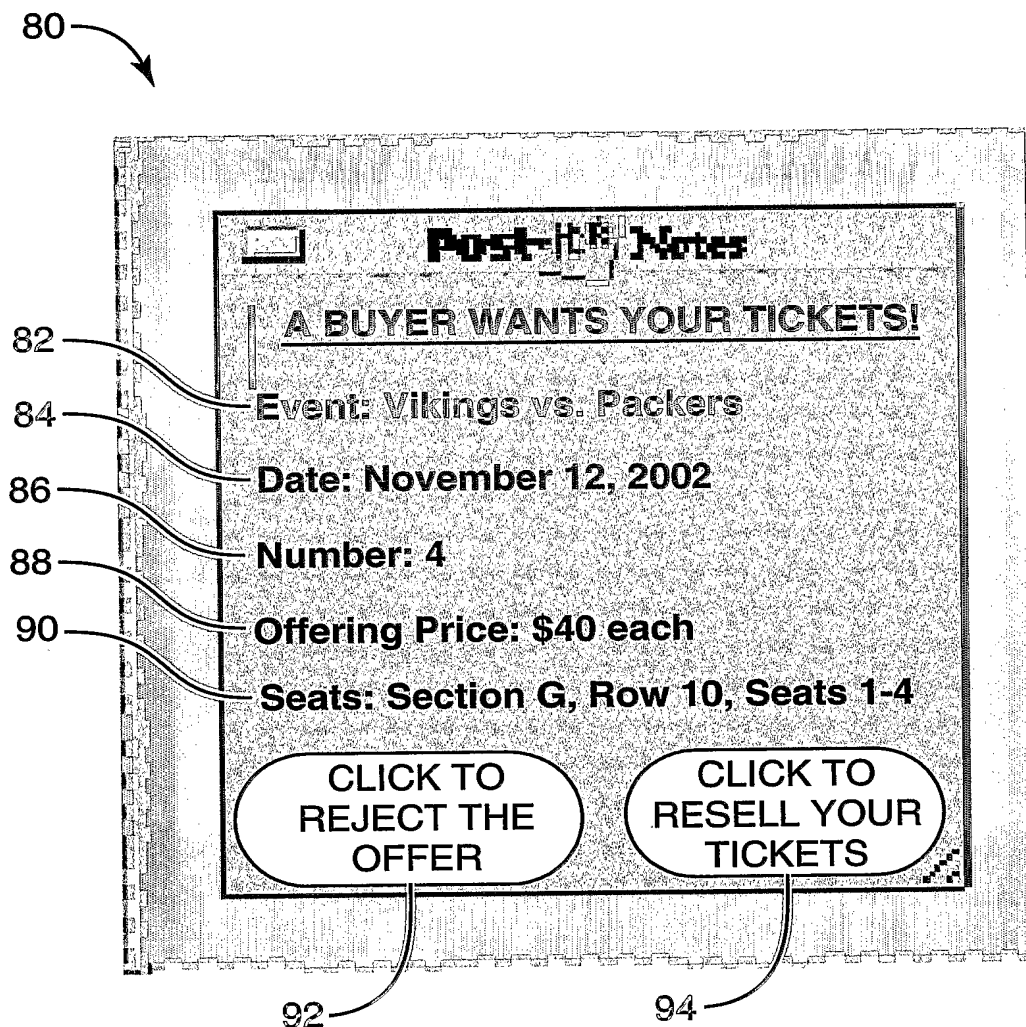 80
Post-it Notes
A BUYER WANTS YOUR TICKETS!
82
Event: Vikings vs. Packers
84
Date: November 12, 2002
86
Number: 4
88
Offering Price: $40 each
90
Seats: Section G, Row 10, Seats 1-4
CLICK TO
REJECT THE
OFFER
CLICK TO
RESELL YOUR
TICKETS
92
94